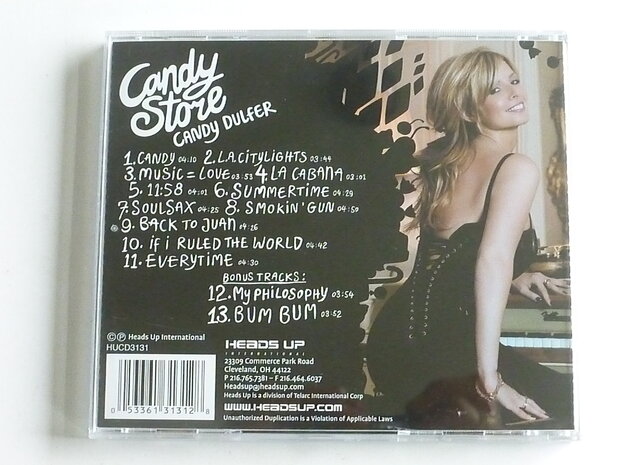 Candy
Store
CANDY DULFER
1. CANDY 04:10 2. L.A. CITYLIGHTS 03:44
3. MUSIC = LOVE 03:53 4. LA CABANA 03:01
5. 11:58 04:01 6. SUMMERTIME 04:29
7. SOULSAX 04:25 8. SMOKIN' GUN 04:50
9. BACK TO JUAN 04:26
10. if i RULED THE WORLD 04:42
11. EVERYTIME 04:30
BONUS TRACKS:
12. My PHILOSOPHY 03:54
13. BUM BUM 03:52
© ℗ Heads Up International
HUCD3131
0 53361 31312 8
HEADS UP
INTERNATIONAL
23309 Commerce Park Road
Cleveland, OH 44122
P 216.765.7381 – F 216.464.6037
Headsup@headsup.com
Heads Up is a division of Telarc International Corp
WWW.HEADSUP.COM
Unauthorized Duplication is a Violation of Applicable Laws